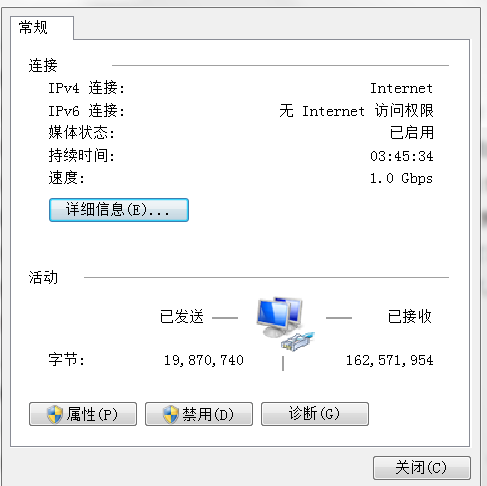 常规
连接
IPv4 连接: Internet
IPv6 连接: 无 Internet 访问权限
媒体状态: 已启用
持续时间: 03:45:34
速度: 1.0 Gbps
详细信息(E)...
活动
已发送 已接收
字节: 19,870,740 162,571,954
属性(P) 禁用(D) 诊断(G)
关闭(C)